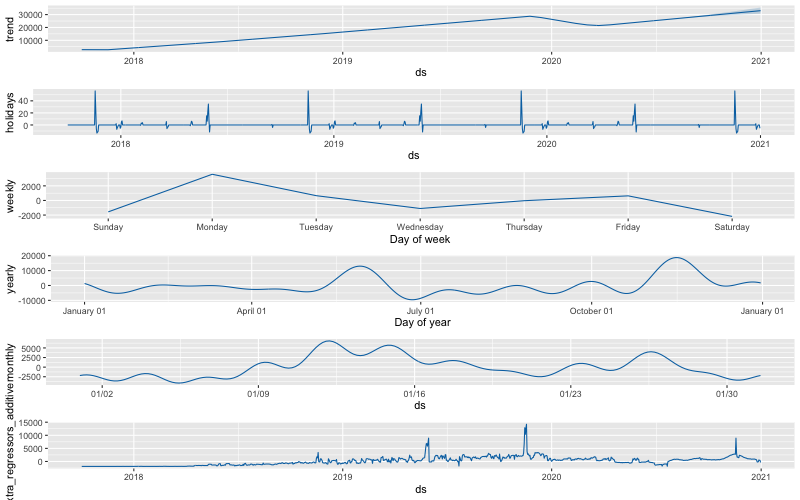 trend
30000
20000
10000
2018 2019 2020 2021
ds
holidays
40
20
0
2018 2019 2020 2021
ds
weekly
2000
0
-2000
Sunday Monday Tuesday Wednesday Thursday Friday Saturday
Day of week
yearly
20000
10000
0
-10000
January 01 April 01 July 01 October 01 January 01
Day of year
monthly
5000
2500
0
-2500
01/02 01/09 01/16 01/23 01/30
ds
tra_regressors_additive
15000
10000
5000
0
2018 2019 2020 2021
ds